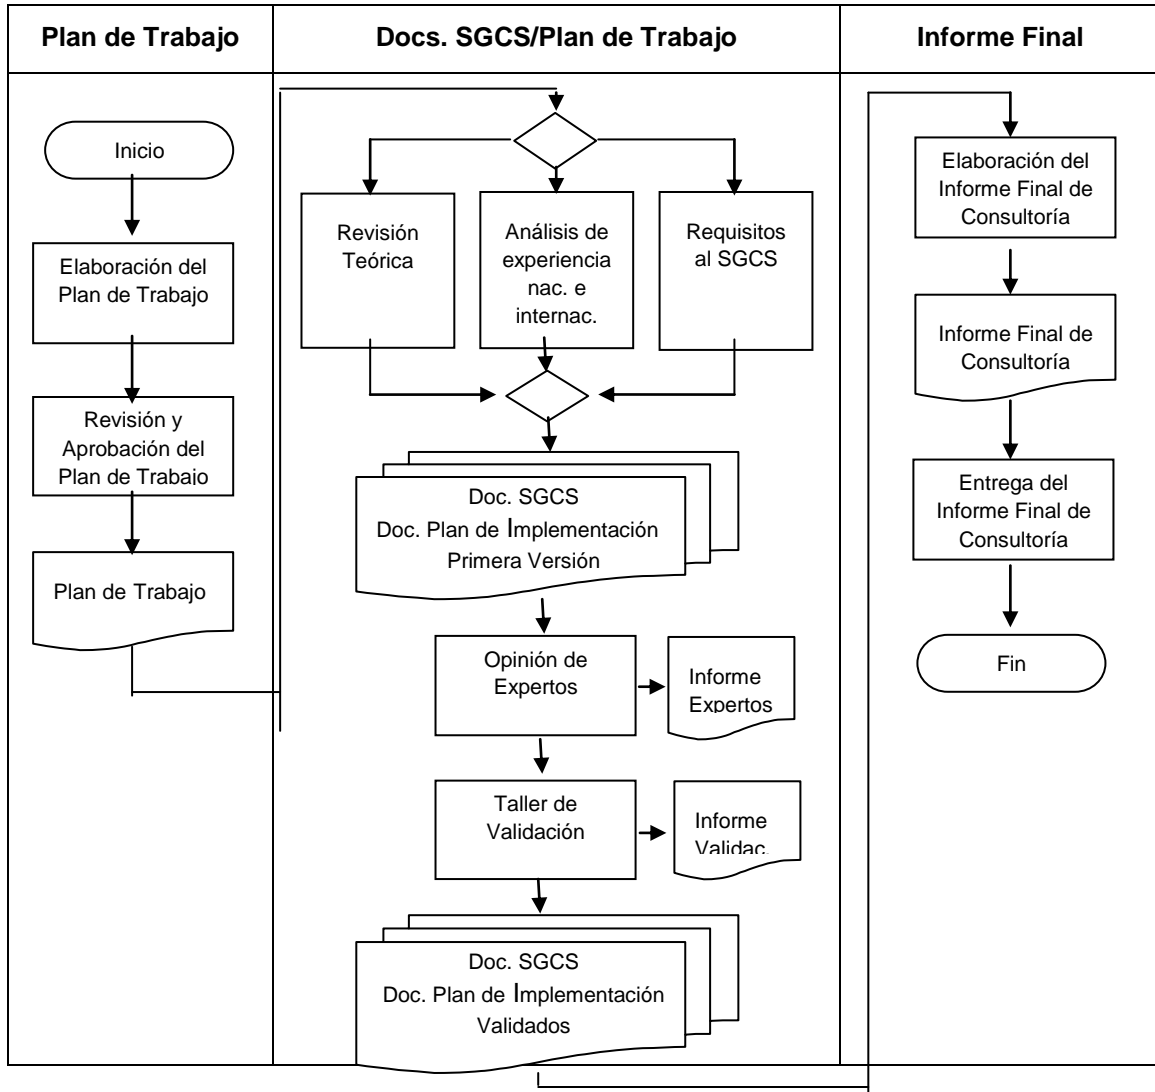 Plan de Trabajo
Docs. SGCS/Plan de Trabajo
Informe Final
Inicio
Elaboración del
Plan de Trabajo
Revisión y
Aprobación del
Plan de Trabajo
Plan de Trabajo
Revisión
Teórica
Análisis de
experiencia
nac. e
internac.
Requisitos
al SGCS
Doc. SGCS
Doc. Plan de Implementación
Primera Versión
Opinión de
Expertos
Informe
Expertos
Taller de
Validación
Informe
Validac.
Doc. SGCS
Doc. Plan de Implementación
Validados
Elaboración del
Informe Final de
Consultoría
Informe Final de
Consultoría
Entrega del
Informe Final de
Consultoría
Fin